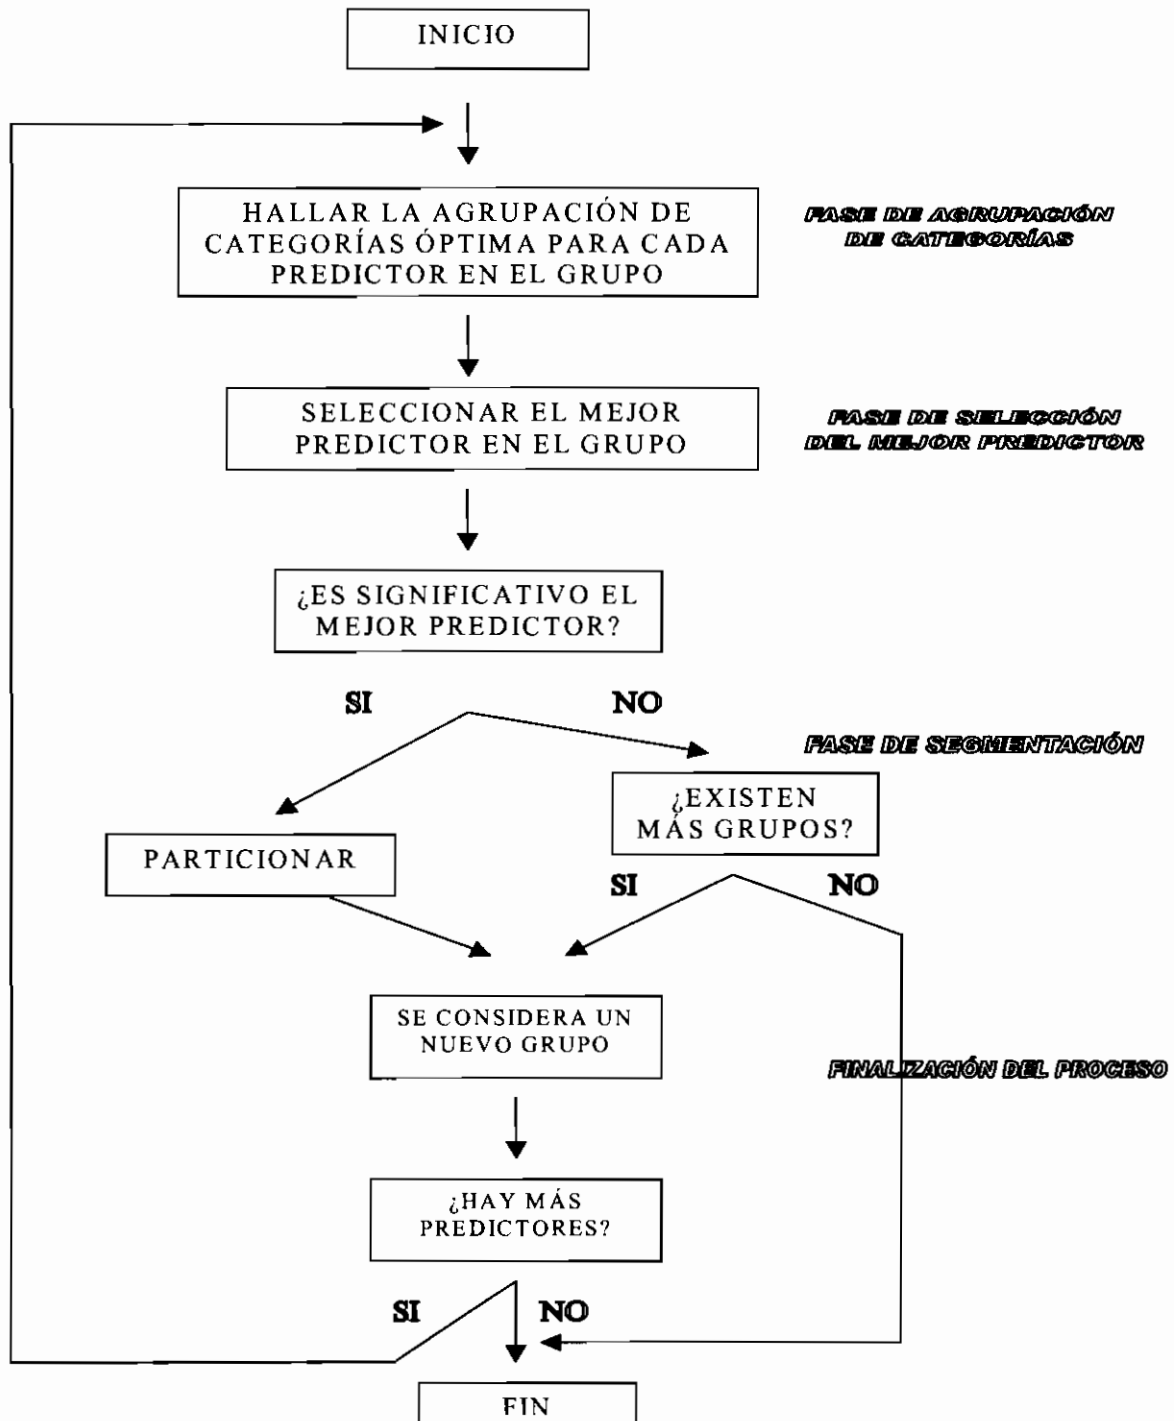 INICIO
HALLAR LA AGRUPACIÓN DE
CATEGORÍAS ÓPTIMA PARA CADA
PREDICTOR EN EL GRUPO
FASE DE AGRUPACIÓN
DE CATEGORÍAS
SELECCIONAR EL MEJOR
PREDICTOR EN EL GRUPO
FASE DE SELECCIÓN
DEL MEJOR PREDICTOR
¿ES SIGNIFICATIVO EL
MEJOR PREDICTOR?
SI
NO
FASE DE SEGMENTACIÓN
¿EXISTEN
MÁS GRUPOS?
PARTICIONAR
SI
NO
SE CONSIDERA UN
NUEVO GRUPO
FINALIZACIÓN DEL PROCESO
¿HAY MÁS
PREDICTORES?
SI
NO
FIN